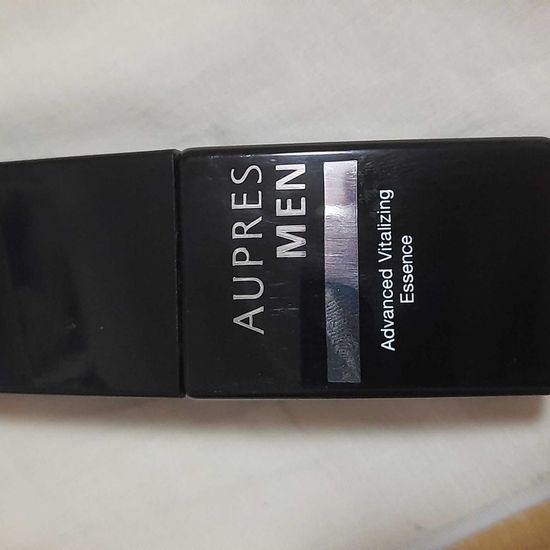 AUPRES
MEN
Advanced Vitalizing
Essence